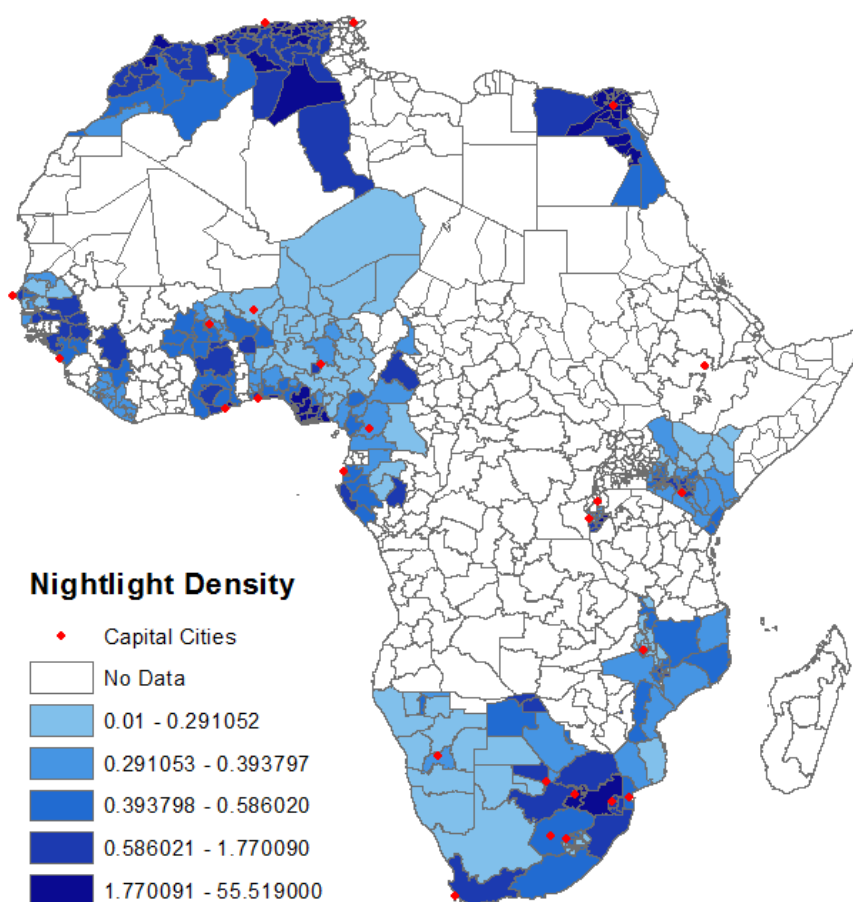 Nightlight Density
Capital Cities
No Data
0.01 - 0.291052
0.291053 - 0.393797
0.393798 - 0.586020
0.586021 - 1.770090
1.770091 - 55.519000